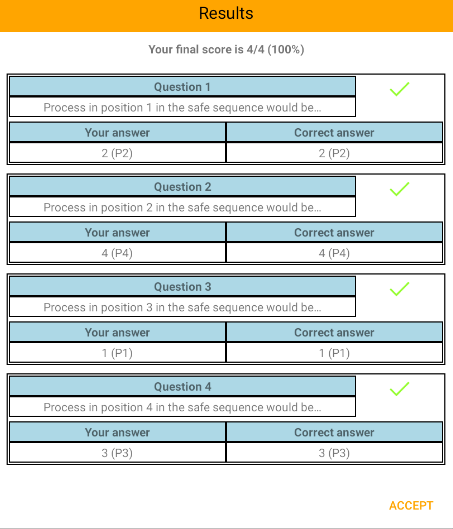 Results
Your final score is 4/4 (100%)
Question 1
Process in position 1 in the safe sequence would be...
Your answer Correct answer
2 (P2) 2 (P2)
Question 2
Process in position 2 in the safe sequence would be...
Your answer Correct answer
4 (P4) 4 (P4)
Question 3
Process in position 3 in the safe sequence would be...
Your answer Correct answer
1 (P1) 1 (P1)
Question 4
Process in position 4 in the safe sequence would be...
Your answer Correct answer
3 (P3) 3 (P3)
ACCEPT